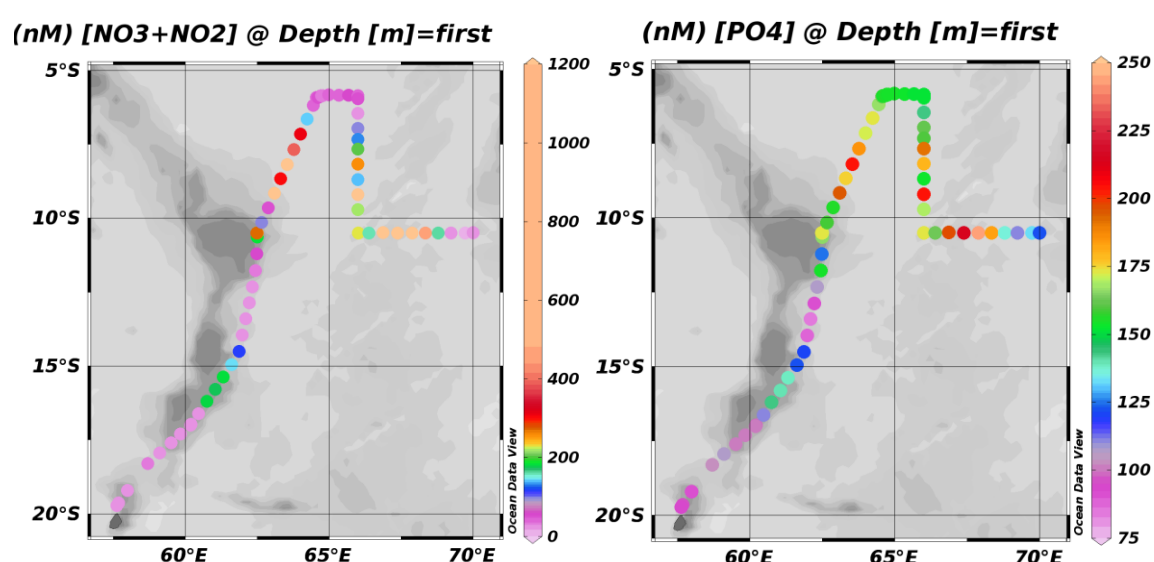 (nM) [NO3+NO2] @ Depth [m]=first
5°S
10°S
15°S
20°S
60°E
65°E
70°E
1200
1000
800
600
400
200
0
Ocean Data View
(nM) [PO4] @ Depth [m]=first
5°S
10°S
15°S
20°S
60°E
65°E
70°E
250
225
200
175
150
125
100
75
Ocean Data View